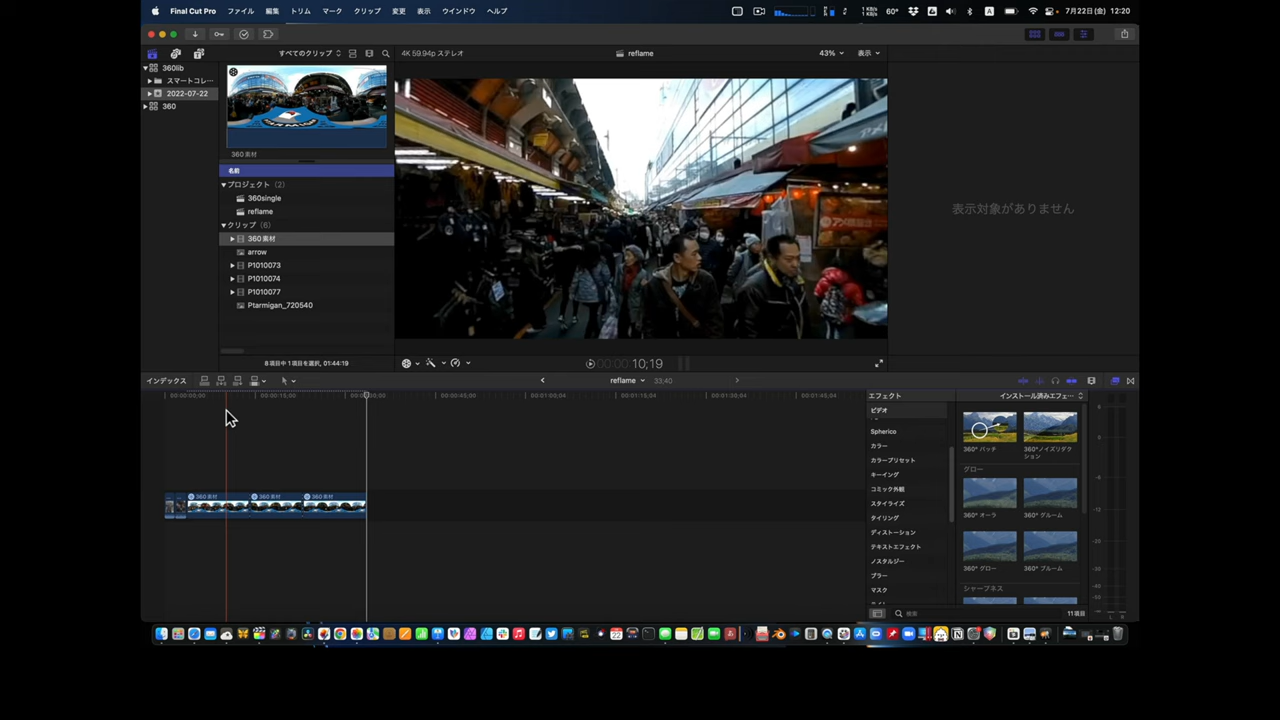 Final Cut Pro ファイル 編集 トリム マーク クリップ 変更 表示 ウインドウ ヘルプ
1 KB/s
1 KB/s
60°
A
7月22日(金) 12:20
すべてのクリップ
4K 59.94p ステレオ
reflame
43%
表示
360lib
スマートコレ...
2022-07-22
360
360素材
名前
プロジェクト (2)
360single
reflame
クリップ (6)
360素材
arrow
P1010073
P1010074
P1010077
Ptarmigan_720540
表示対象がありません
8項目中1項目を選択, 01:44:19
00:00:00 10;19
インデックス
reflame
33;40
00:00:00;00
00:00:15;00
00:00:30;00
00:00:45;00
00:01:00;04
00:01:15;04
00:01:30;04
00:01:45;04
360素材
360素材
360素材
エフェクト
インストール済みエフェ...
ビデオ
Spherico
カラー
カラープリセット
キーイング
コミック外観
スタイライズ
タイリング
ディストーション
テキストエフェクト
ノスタルジー
ブラー
マスク
360° パッチ
360°ノイズリダクション
グロー
360° オーラ
360° グルーム
360° グロー
360° ブルーム
シャープネス
検索
11項目